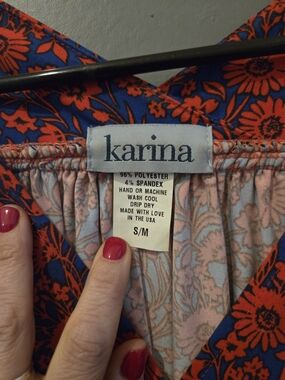 karina
96% POLYESTER
4% SPANDEX
HAND OR MACHINE
WASH COOL
DRIP DRY
MADE WITH LOVE
IN THE USA
S/M